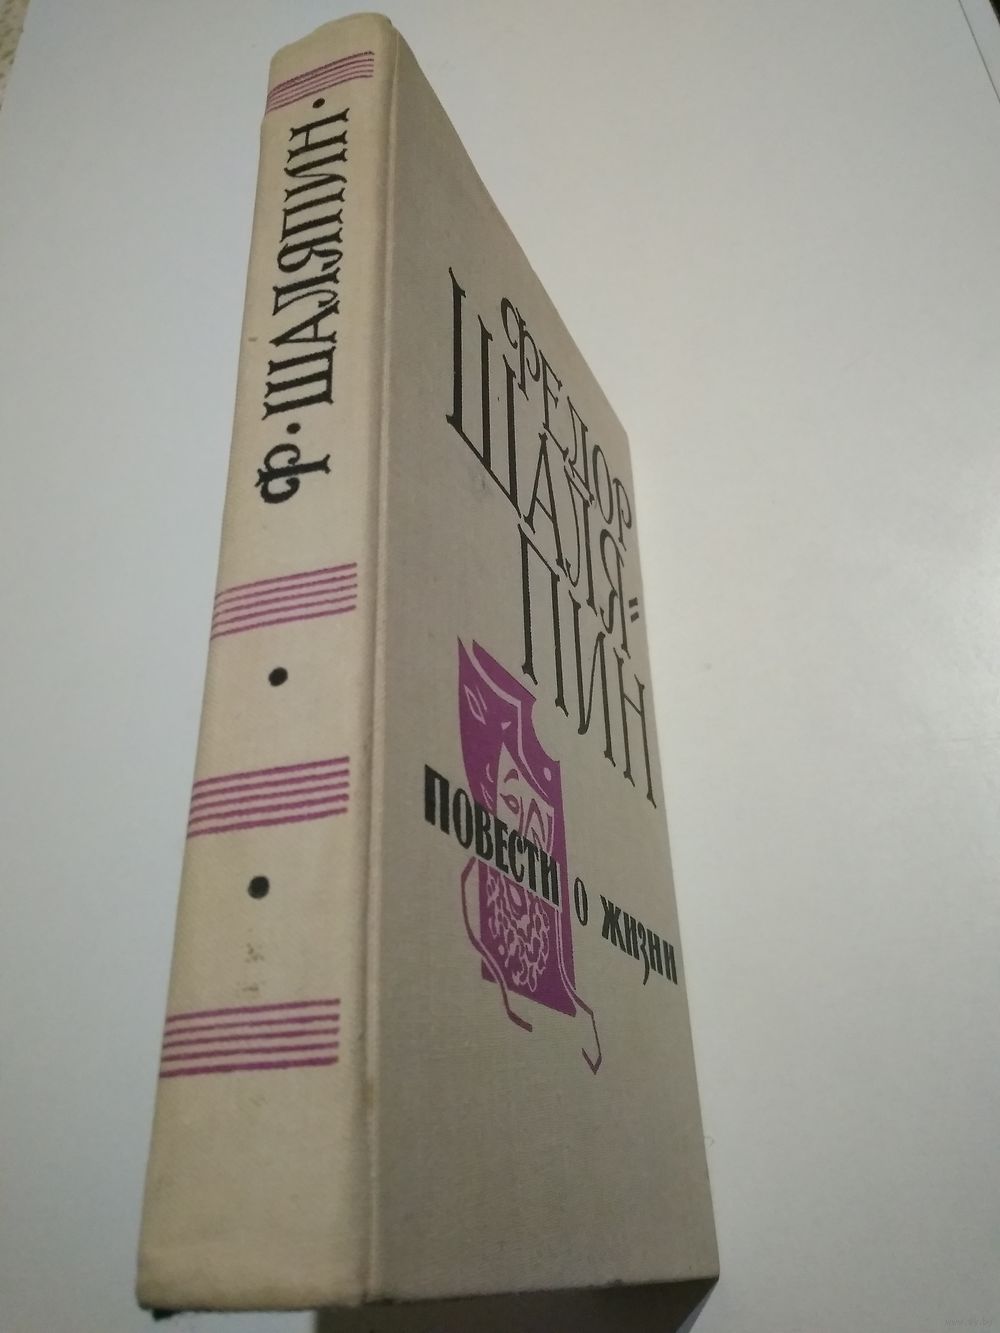 Ф. ШАЛЯПИН.
ФЕДОР
ШАЛЯ=
ПИН
ПОВЕСТИ О ЖИЗНИ